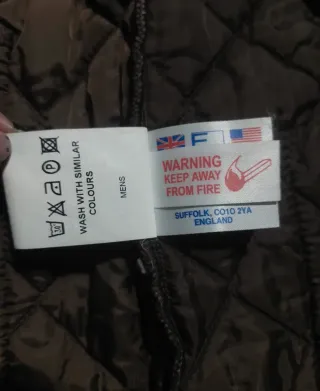 WASH WITH SIMILAR
COLOURS
MENS
WARNING
KEEP AWAY
FROM FIRE
SUFFOLK, CO10 2YA
ENGLAND